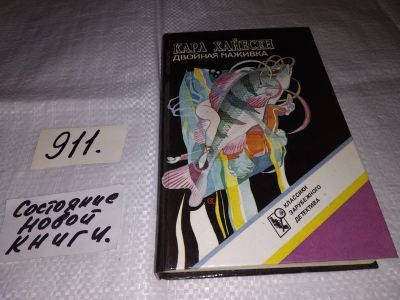 КАРЛ ХАЙЕСЕН
ДВОЙНАЯ НАЖИВКА
911.
Состояние
новой
книги.
КЛАССИКИ
ЗАРУБЕЖНОГО
ДЕТЕКТИВА